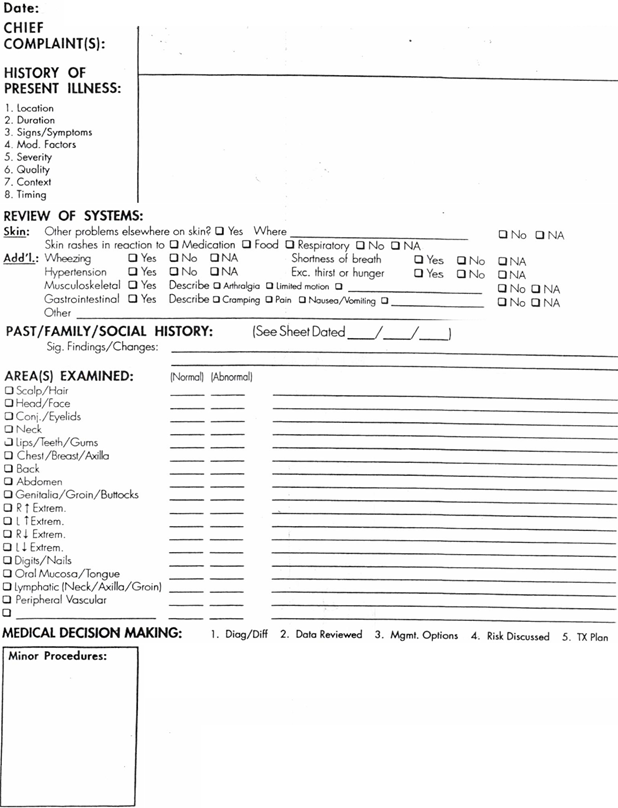 Date:
CHIEF
COMPLAINT(S):
HISTORY OF
PRESENT ILLNESS:
1. Location
2. Duration
3. Signs/Symptoms
4. Mod. Factors
5. Severity
6. Quality
7. Context
8. Timing
REVIEW OF SYSTEMS:
Skin: Other problems elsewhere on skin? ☐ Yes Where ☐ No ☐ NA
Skin rashes in reaction to ☐ Medication ☐ Food ☐ Respiratory ☐ No ☐ NA
Add'l.: Wheezing ☐ Yes ☐ No ☐ NA Shortness of breath ☐ Yes ☐ No ☐ NA
Hypertension ☐ Yes ☐ No ☐ NA Exc. thirst or hunger ☐ Yes ☐ No ☐ NA
Musculoskeletal ☐ Yes Describe ☐ Arthralgia ☐ Limited motion ☐ ☐ No ☐ NA
Gastrointestinal ☐ Yes Describe ☐ Cramping ☐ Pain ☐ Nausea/Vomiting ☐ ☐ No ☐ NA
Other
PAST/FAMILY/SOCIAL HISTORY: (See Sheet Dated ___/___/___)
Sig. Findings/Changes:
AREA(S) EXAMINED: (Normal) (Abnormal)
☐ Scalp/Hair
☐ Head/Face
☐ Conj./Eyelids
☐ Neck
☐ Lips/Teeth/Gums
☐ Chest/Breast/Axilla
☐ Back
☐ Abdomen
☐ Genitalia/Groin/Buttocks
☐ R ↑ Extrem.
☐ L ↑ Extrem.
☐ R ↓ Extrem.
☐ L ↓ Extrem.
☐ Digits/Nails
☐ Oral Mucosa/Tongue
☐ Lymphatic (Neck/Axilla/Groin)
☐ Peripheral Vascular
☐
MEDICAL DECISION MAKING: 1. Diag/Diff 2. Data Reviewed 3. Mgmt. Options 4. Risk Discussed 5. TX Plan
Minor Procedures: